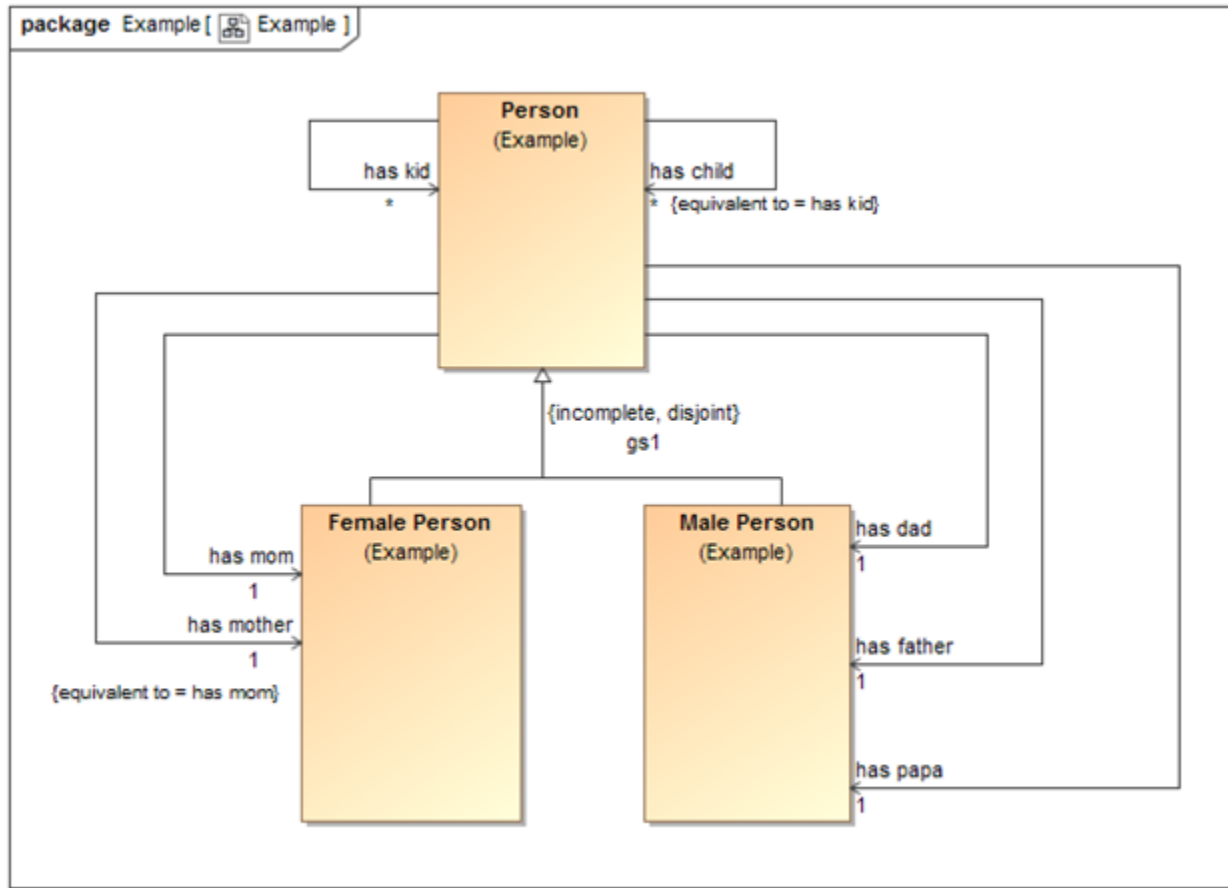 package Example [ Example ]
Person
(Example)
has kid
*
has child
* {equivalent to = has kid}
{incomplete, disjoint}
gs1
Female Person
(Example)
has mom
1
has mother
1
{equivalent to = has mom}
Male Person
(Example)
has dad
1
has father
1
has papa
1